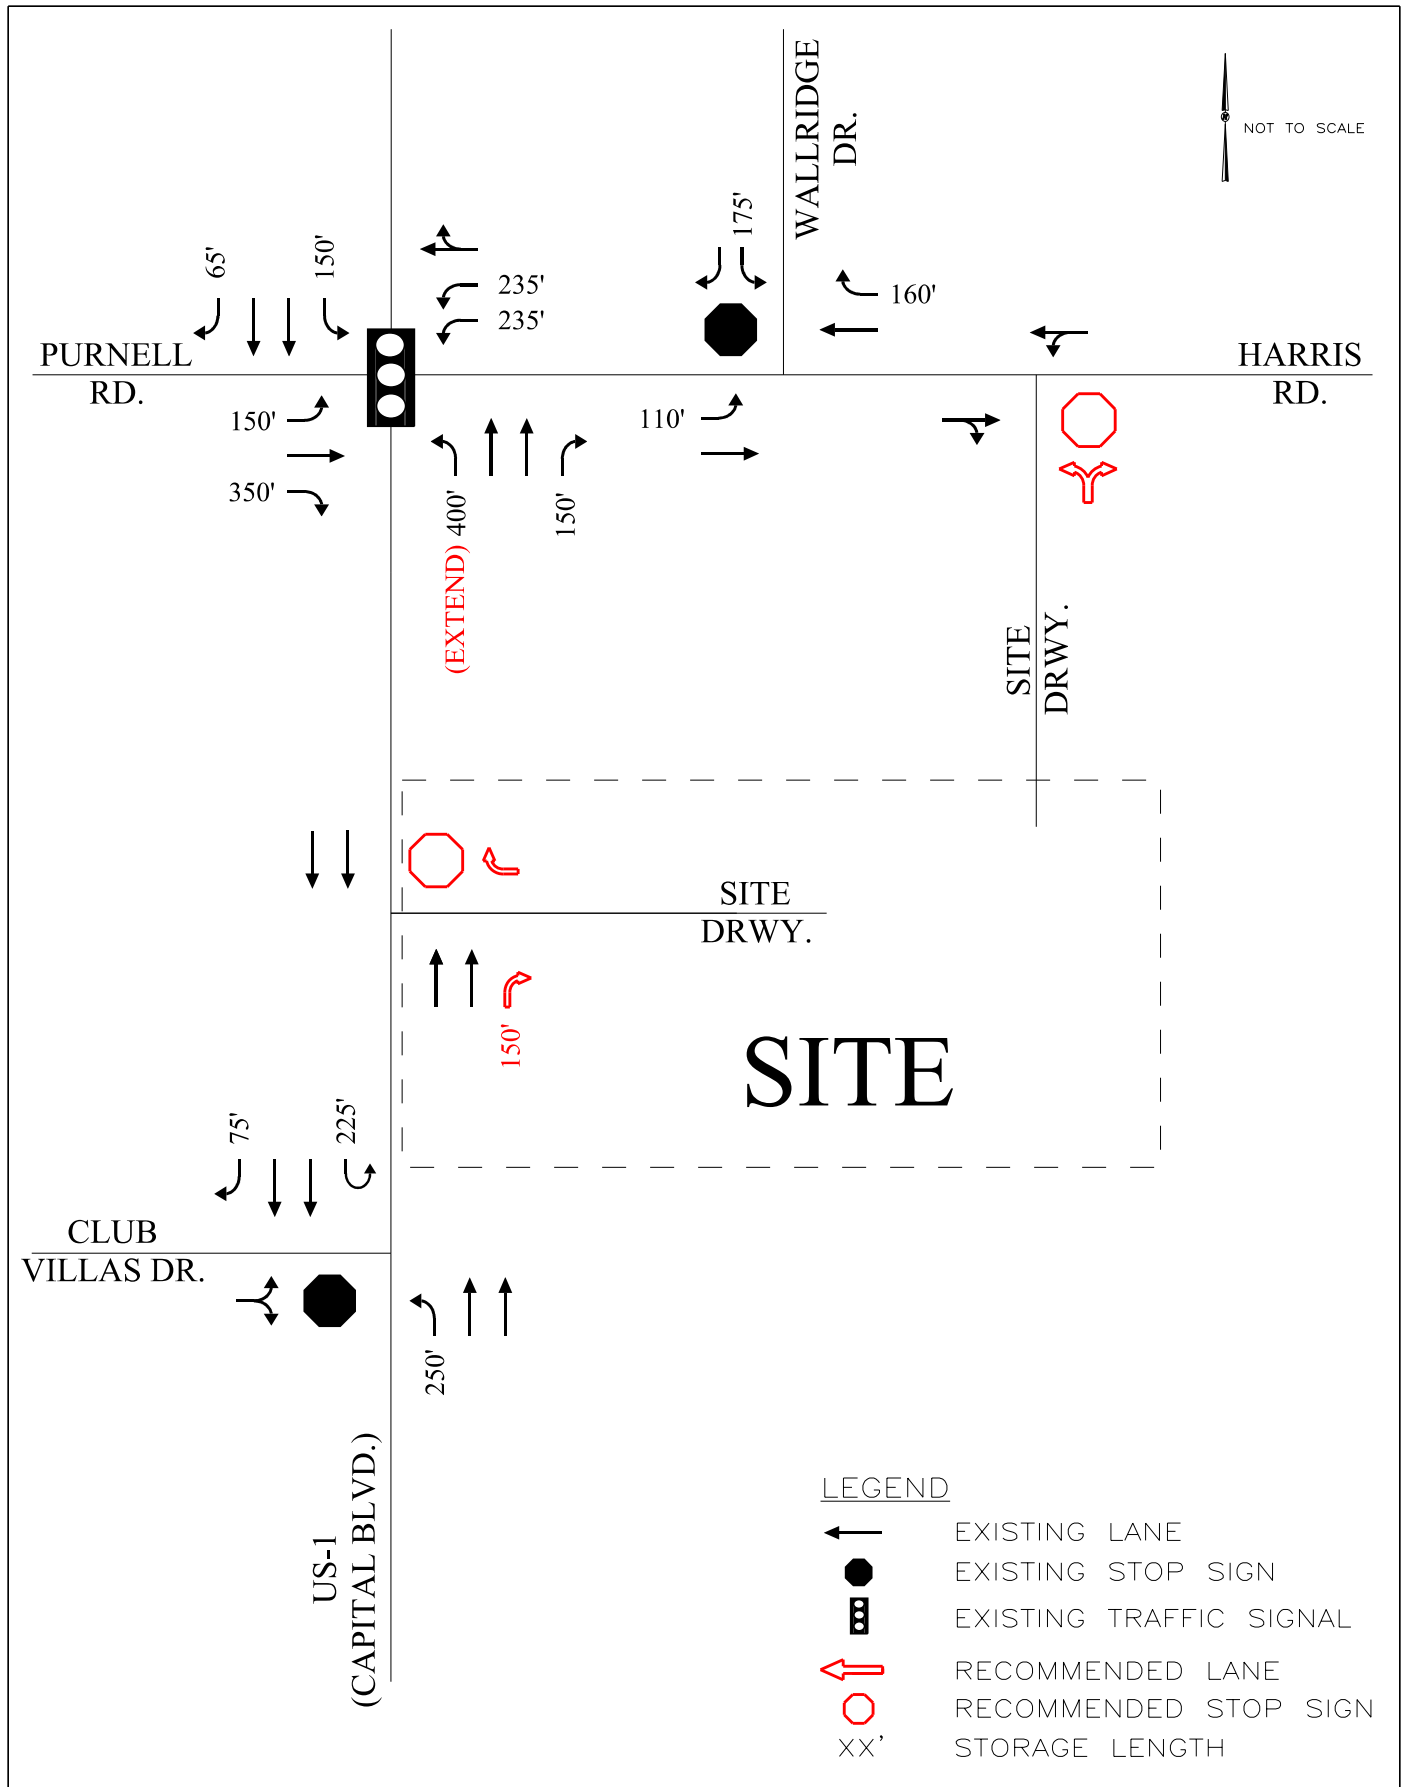 WALLRIDGE
DR.
NOT TO SCALE
175'
65'
150'
235'
235'
160'
PURNELL
RD.
HARRIS
RD.
150'
350'
110'
(EXTEND) 400'
150'
SITE
DRWY.
SITE
DRWY.
150'
SITE
75'
225'
CLUB
VILLAS DR.
250'
US-1
(CAPITAL BLVD.)
LEGEND
EXISTING LANE
EXISTING STOP SIGN
EXISTING TRAFFIC SIGNAL
RECOMMENDED LANE
RECOMMENDED STOP SIGN
XX' STORAGE LENGTH